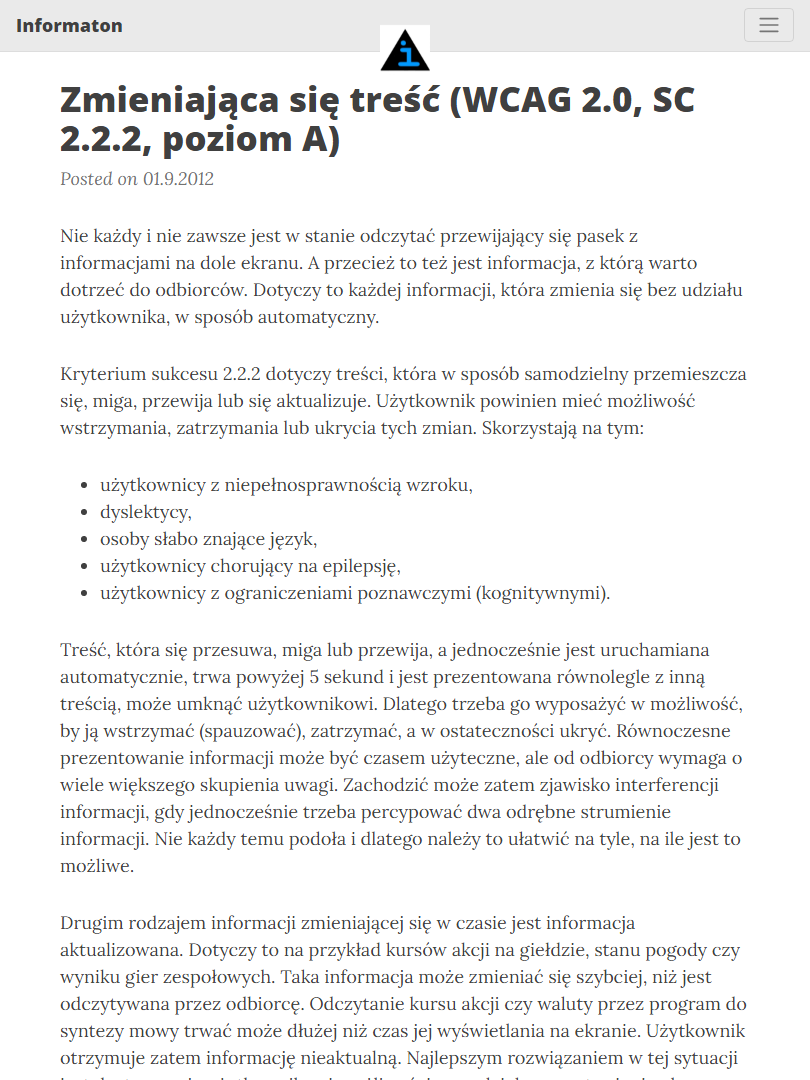 Informaton
Zmieniająca się treść (WCAG 2.0, SC
2.2.2, poziom A)
Posted on 01.9.2012
Nie każdy i nie zawsze jest w stanie odczytać przewijający się pasek z
informacjami na dole ekranu. A przecież to też jest informacja, z którą warto
dotrzeć do odbiorców. Dotyczy to każdej informacji, która zmienia się bez udziału
użytkownika, w sposób automatyczny.
Kryterium sukcesu 2.2.2 dotyczy treści, która w sposób samodzielny przemieszcza
się, miga, przewija lub się aktualizuje. Użytkownik powinien mieć możliwość
wstrzymania, zatrzymania lub ukrycia tych zmian. Skorzystają na tym:
• użytkownicy z niepełnosprawnością wzroku,
• dyslektycy,
• osoby słabo znające język,
• użytkownicy chorujący na epilepsję,
• użytkownicy z ograniczeniami poznawczymi (kognitywnymi).
Treść, która się przesuwa, miga lub przewija, a jednocześnie jest uruchamiana
automatycznie, trwa powyżej 5 sekund i jest prezentowana równolegle z inną
treścią, może umknąć użytkownikowi. Dlatego trzeba go wyposażyć w możliwość,
by ją wstrzymać (spauzować), zatrzymać, a w ostateczności ukryć. Równoczesne
prezentowanie informacji może być czasem użyteczne, ale od odbiorcy wymaga o
wiele większego skupienia uwagi. Zachodzić może zatem zjawisko interferencji
informacji, gdy jednocześnie trzeba percypować dwa odrębne strumienie
informacji. Nie każdy temu podoła i dlatego należy to ułatwić na tyle, na ile jest to
możliwe.
Drugim rodzajem informacji zmieniającej się w czasie jest informacja
aktualizowana. Dotyczy to na przykład kursów akcji na giełdzie, stanu pogody czy
wyniku gier zespołowych. Taka informacja może zmieniać się szybciej, niż jest
odczytywana przez odbiorcę. Odczytanie kursu akcji czy waluty przez program do
syntezy mowy trwać może dłużej niż czas jej wyświetlania na ekranie. Użytkownik
otrzymuje zatem informację nieaktualną. Najlepszym rozwiązaniem w tej sytuacji